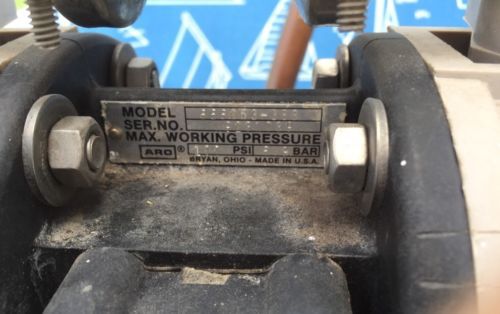 MODEL
SER.NO.
MAX. WORKING PRESSURE
ARO ® PSI BAR
BRYAN, OHIO - MADE IN U.S.A.